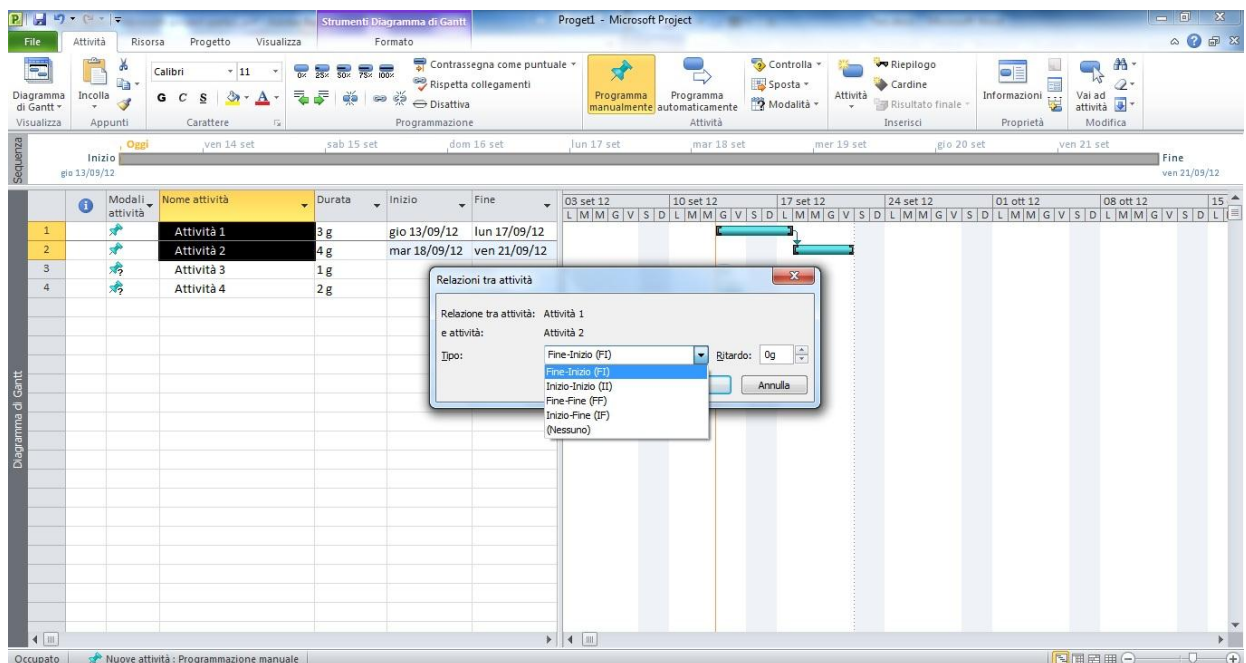 Strumenti Diagramma di Gantt
Proget1 - Microsoft Project
File Attività Risorsa Progetto Visualizza Formato
Diagramma di Gantt
Visualizza
Incolla
Appunti
Calibri 11
G C S A
Carattere
0× 25× 50× 75× 100×
Contrassegna come puntuale
Rispetta collegamenti
Disattiva
Programmazione
Programma manualmente
Programma automaticamente
Controlla
Sposta
Modalità
Attività
Attività
Riepilogo
Cardine
Risultato finale
Inserisci
Informazioni
Proprietà
Vai ad attività
Modifica
Sequenza
Oggi ven 14 set sab 15 set dom 16 set lun 17 set mar 18 set mer 19 set gio 20 set ven 21 set
Inizio
gio 13/09/12
Fine
ven 21/09/12
Modali attività Nome attività Durata Inizio Fine
03 set 12 10 set 12 17 set 12 24 set 12 01 ott 12 08 ott 12 15
L M M G V S D L M M G V S D L M M G V S D L M M G V S D L M M G V S D L M M G V S D L
1 Attività 1 3 g gio 13/09/12 lun 17/09/12
2 Attività 2 4 g mar 18/09/12 ven 21/09/12
3 Attività 3 1 g
4 Attività 4 2 g
Diagramma di Gantt
Relazioni tra attività
Relazione tra attività: Attività 1
e attività: Attività 2
Tipo: Fine-Inizio (FI) Ritardo: 0g
Fine-Inizio (FI)
Inizio-Inizio (II)
Fine-Fine (FF)
Inizio-Fine (IF)
(Nessuno)
Annulla
Occupato Nuove attività : Programmazione manuale